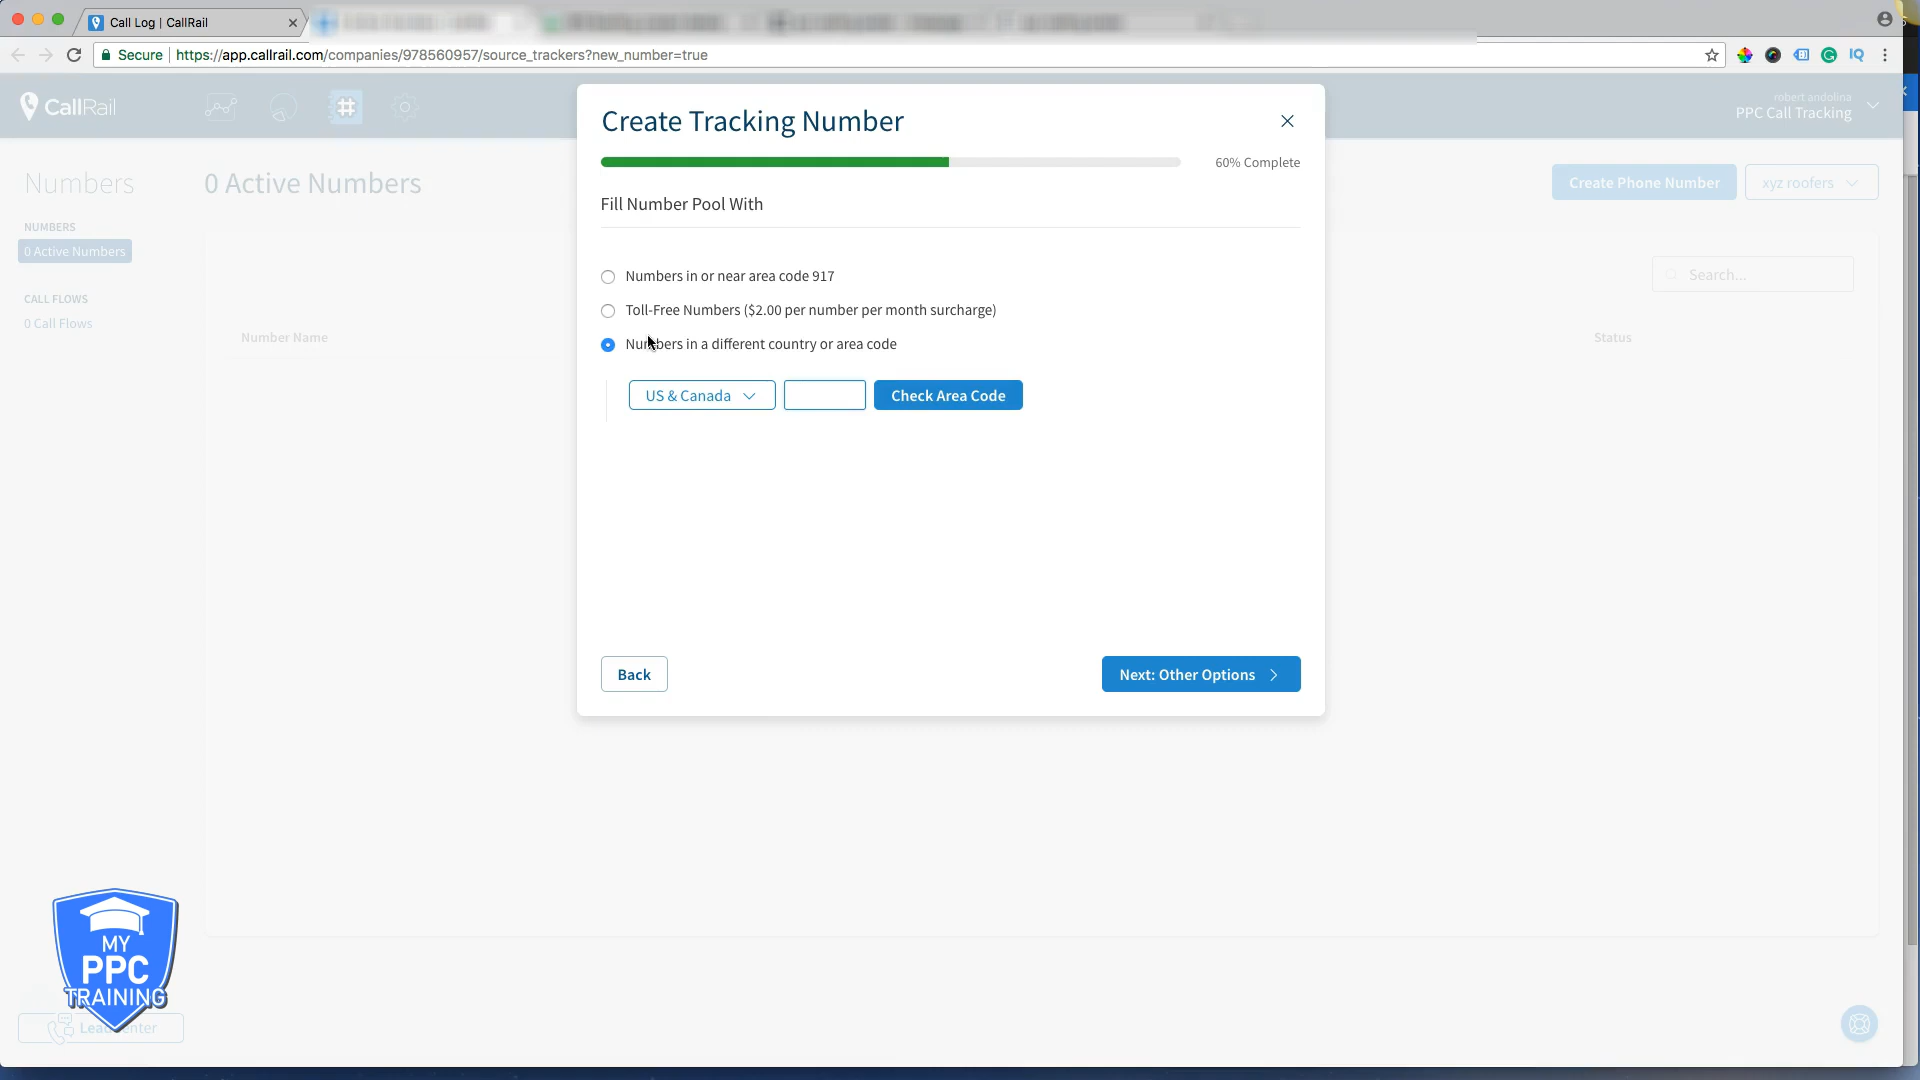 Call Log | CallRail
Secure https://app.callrail.com/companies/978560957/source_trackers?new_number=true
IQ
CallRail
robert andolina
PPC Call Tracking
Create Tracking Number
60% Complete
Numbers
0 Active Numbers
Create Phone Number
xyz roofers
Fill Number Pool With
NUMBERS
0 Active Numbers
Numbers in or near area code 917
Search...
CALL FLOWS
0 Call Flows
Toll-Free Numbers ($2.00 per number per month surcharge)
Number Name
Status
Numbers in a different country or area code
US & Canada
Check Area Code
Back
Next: Other Options
MY
PPC
TRAINING